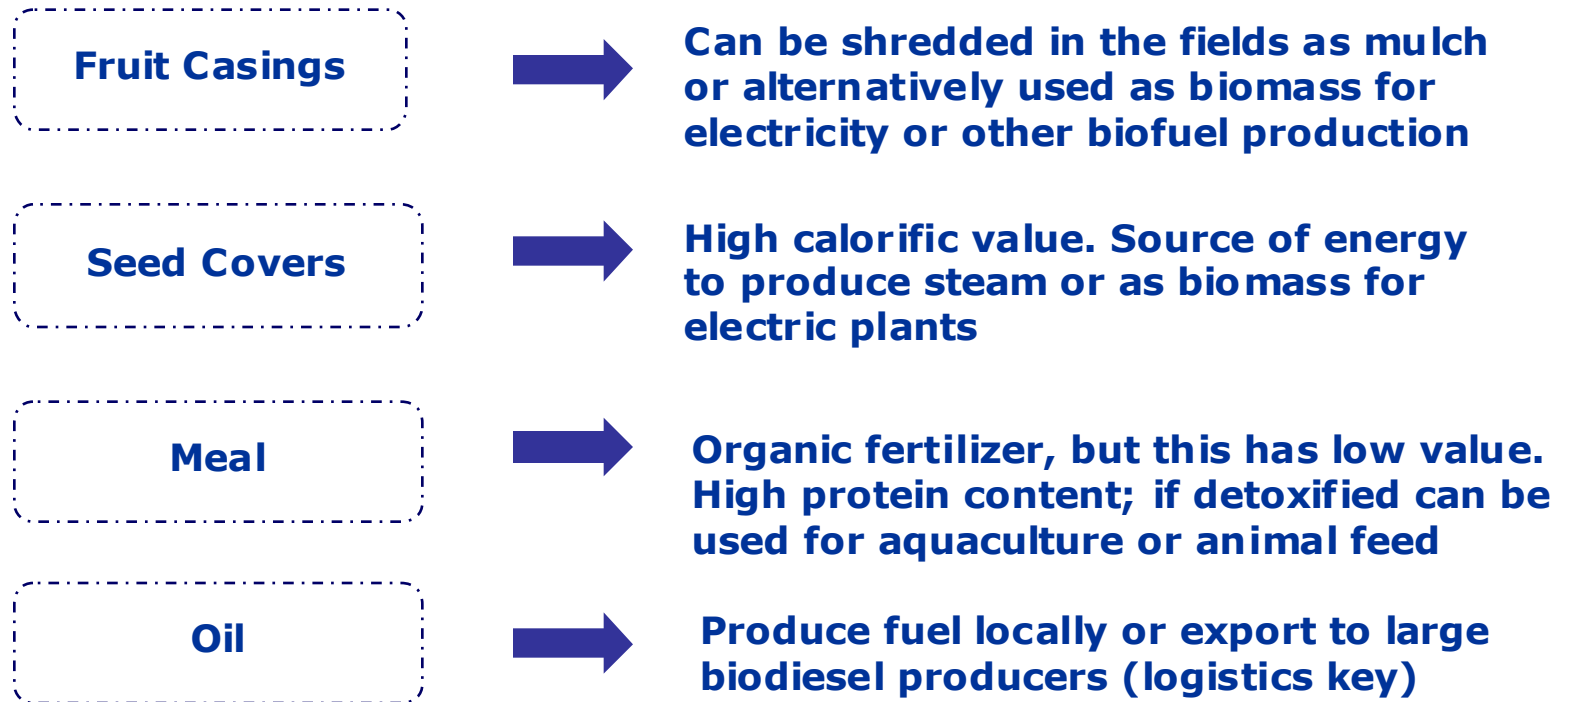 Fruit Casings
Can be shredded in the fields as mulch
or alternatively used as biomass for
electricity or other biofuel production
Seed Covers
High calorific value. Source of energy
to produce steam or as biomass for
electric plants
Meal
Organic fertilizer, but this has low value.
High protein content; if detoxified can be
used for aquaculture or animal feed
Oil
Produce fuel locally or export to large
biodiesel producers (logistics key)